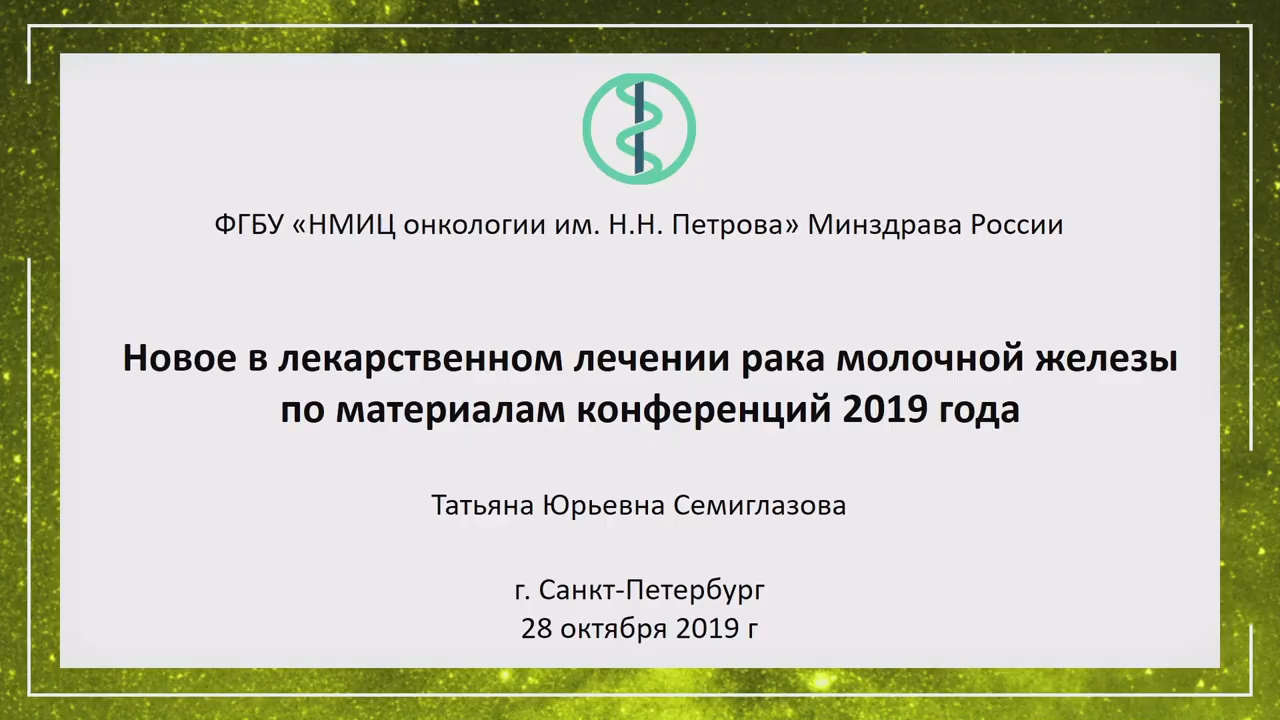 ФГБУ «НМИЦ онкологии им. Н.Н. Петрова» Минздрава России
Новое в лекарственном лечении рака молочной железы
по материалам конференций 2019 года
Татьяна Юрьевна Семиглазова
г. Санкт-Петербург
28 октября 2019 г